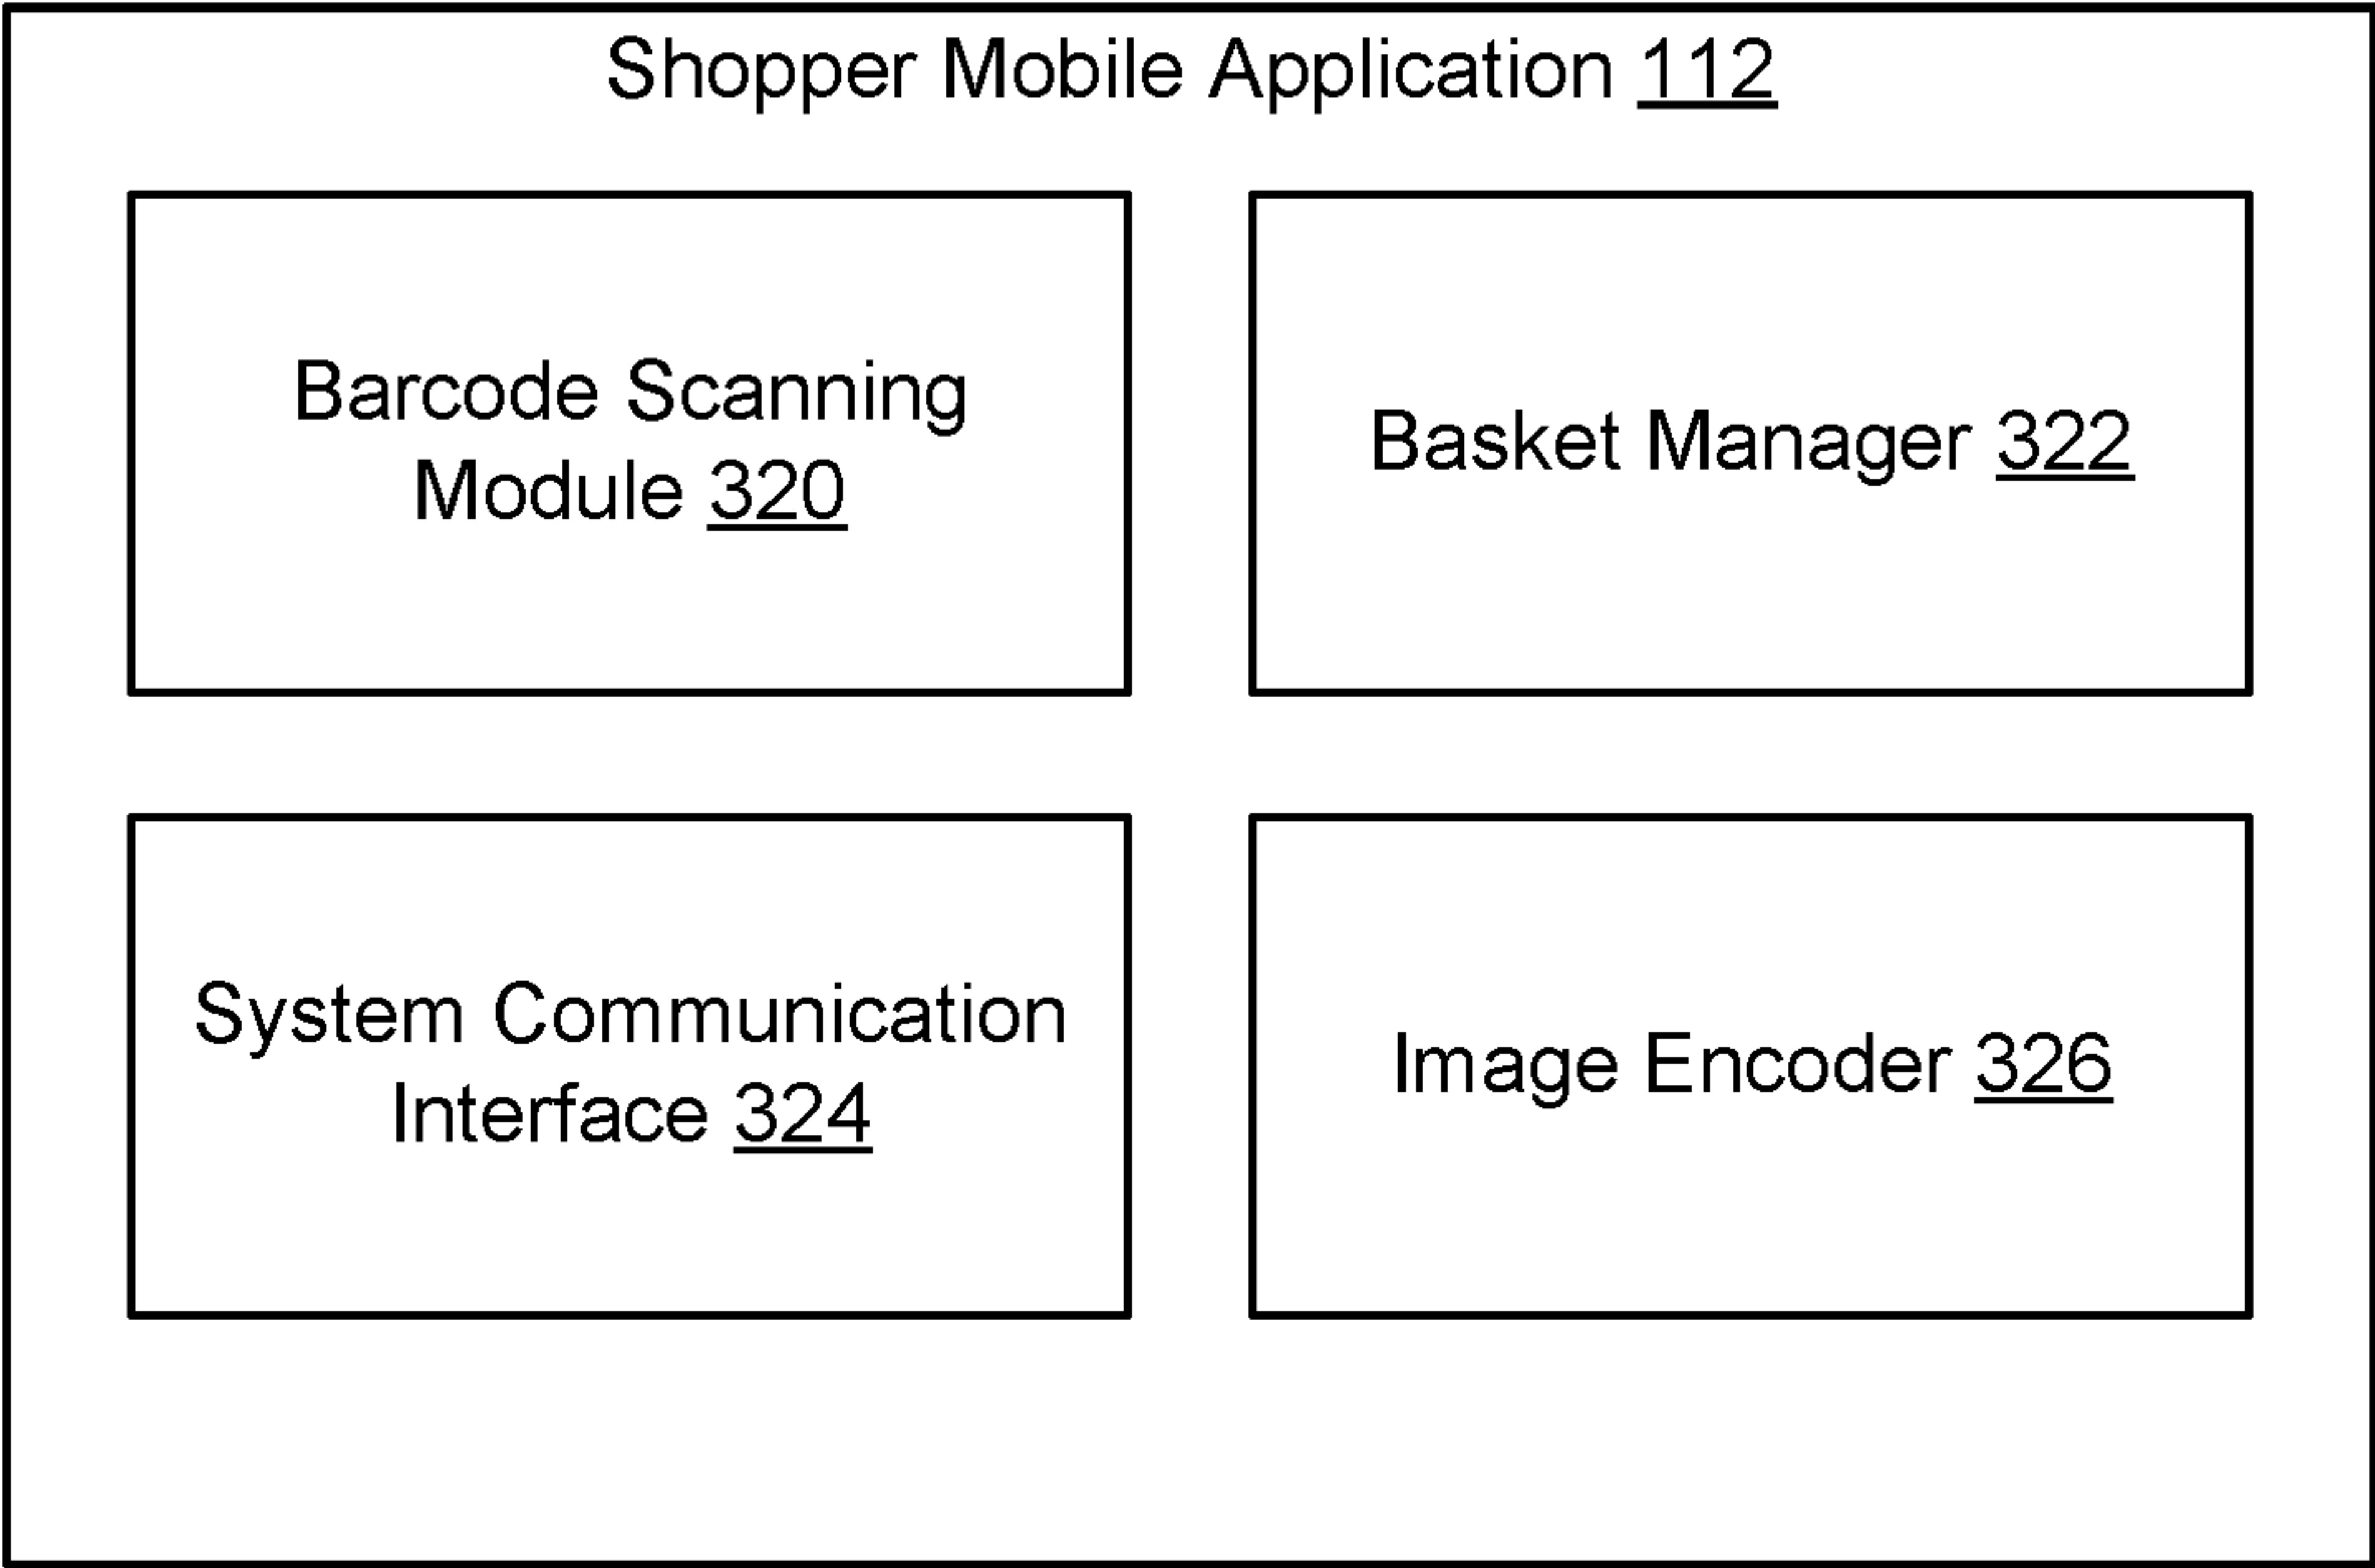 Shopper Mobile Application 112
Barcode Scanning
Module 320
Basket Manager 322
System Communication
Interface 324
Image Encoder 326